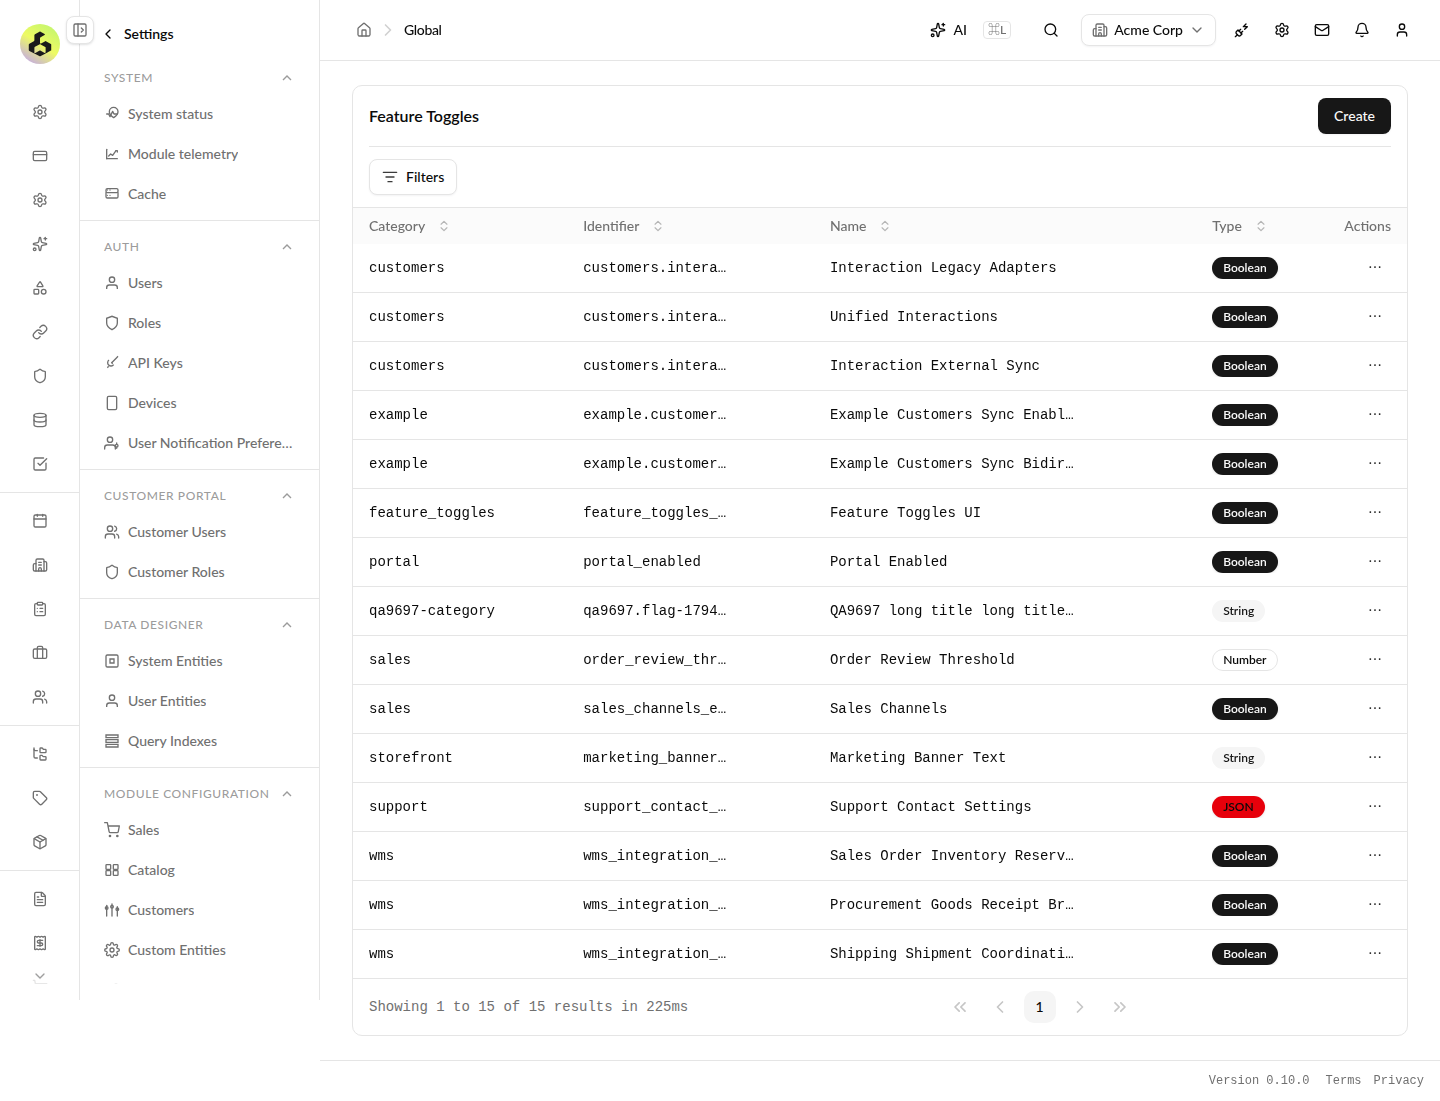 Settings
SYSTEM
System status
Module telemetry
Cache
AUTH
Users
Roles
API Keys
Devices
User Notification Prefere...
CUSTOMER PORTAL
Customer Users
Customer Roles
DATA DESIGNER
System Entities
User Entities
Query Indexes
MODULE CONFIGURATION
Sales
Catalog
Customers
Custom Entities
Global
AI ⌘L Acme Corp
Feature Toggles
Create
Filters
Category Identifier Name Type Actions
customers customers.intera… Interaction Legacy Adapters Boolean ...
customers customers.intera… Unified Interactions Boolean ...
customers customers.intera… Interaction External Sync Boolean ...
example example.customer… Example Customers Sync Enabl… Boolean ...
example example.customer… Example Customers Sync Bidir… Boolean ...
feature_toggles feature_toggles_… Feature Toggles UI Boolean ...
portal portal_enabled Portal Enabled Boolean ...
qa9697-category qa9697.flag-1794… QA9697 long title long title… String ...
sales order_review_thr… Order Review Threshold Number ...
sales sales_channels_e… Sales Channels Boolean ...
storefront marketing_banner… Marketing Banner Text String ...
support support_contact_… Support Contact Settings JSON ...
wms wms_integration_… Sales Order Inventory Reserv… Boolean ...
wms wms_integration_… Procurement Goods Receipt Br… Boolean ...
wms wms_integration_… Shipping Shipment Coordinati… Boolean ...
Showing 1 to 15 of 15 results in 225ms 1
Version 0.10.0 Terms Privacy